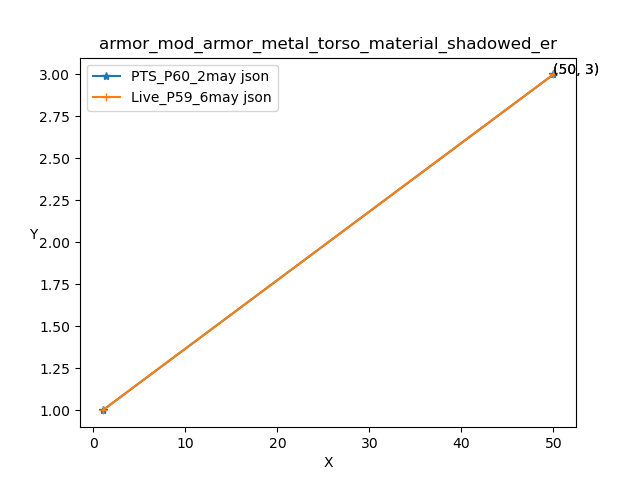 armor_mod_armor_metal_torso_material_shadowed_er
PTS_P60_2may json
Live_P59_6may json
(50, 3)
3.00
2.75
2.50
2.25
2.00
1.75
1.50
1.25
1.00
Y
0 10 20 30 40 50
X